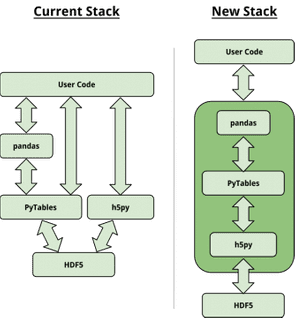 Current Stack
User Code
pandas
PyTables
h5py
HDF5
New Stack
User Code
pandas
PyTables
h5py
HDF5